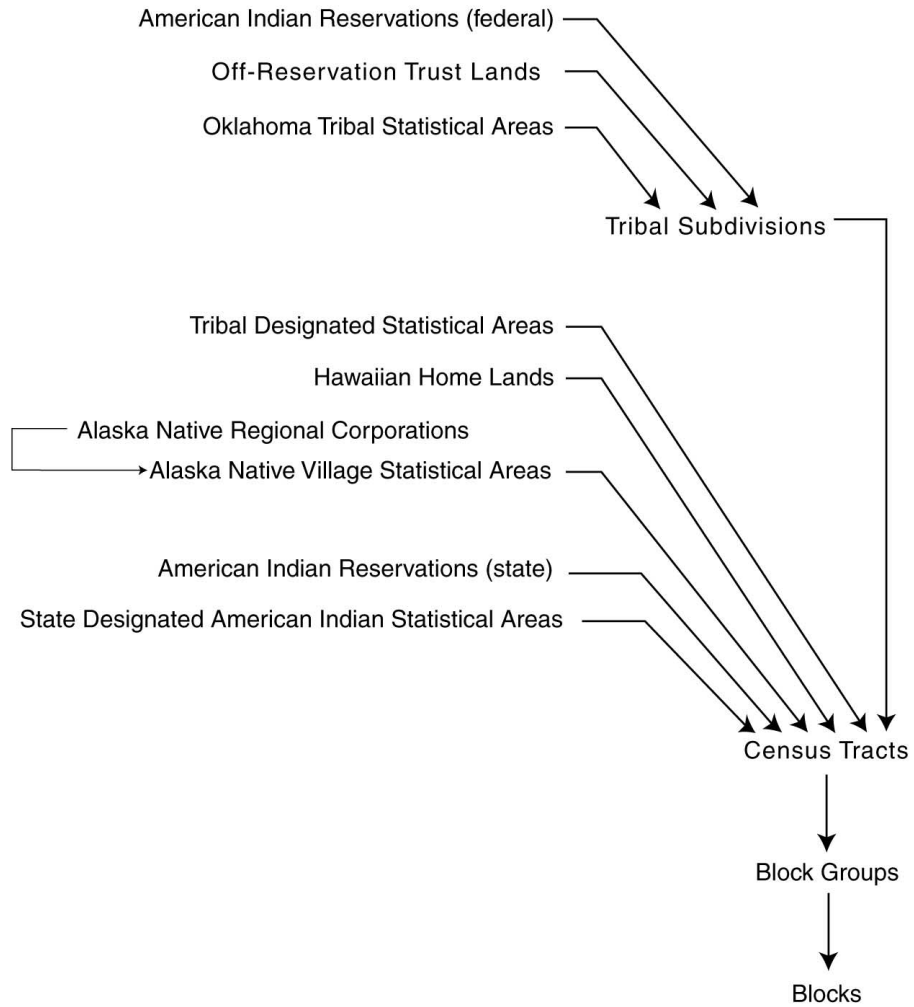 American Indian Reservations (federal)
Off-Reservation Trust Lands
Oklahoma Tribal Statistical Areas
Tribal Subdivisions
Tribal Designated Statistical Areas
Hawaiian Home Lands
Alaska Native Regional Corporations
Alaska Native Village Statistical Areas
American Indian Reservations (state)
State Designated American Indian Statistical Areas
Census Tracts
Block Groups
Blocks